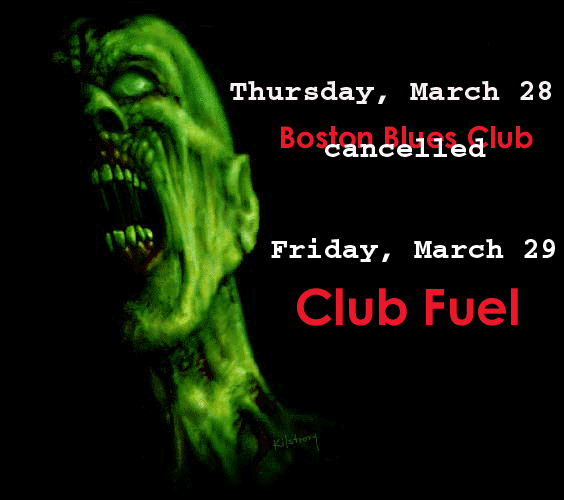 Thursday, March 28
Boston Blues Club
cancelled
Friday, March 29
Club Fuel